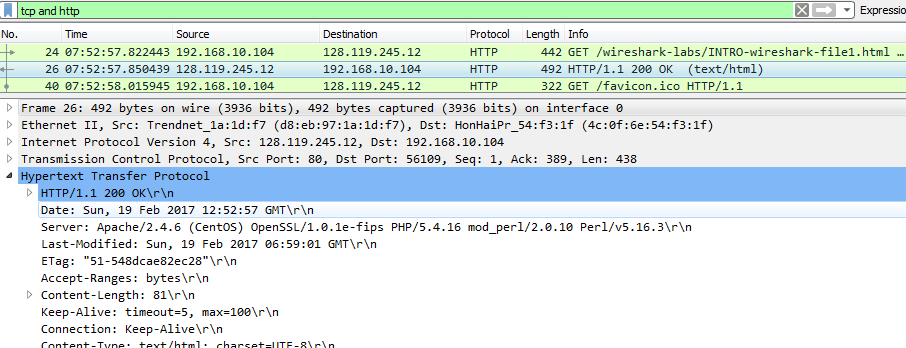 tcp and http Expressio
No. Time Source Destination Protocol Length Info
24 07:52:57.822443 192.168.10.104 128.119.245.12 HTTP 442 GET /wireshark-labs/INTRO-wireshark-file1.html …
26 07:52:57.850439 128.119.245.12 192.168.10.104 HTTP 492 HTTP/1.1 200 OK (text/html)
40 07:52:58.015945 192.168.10.104 128.119.245.12 HTTP 322 GET /favicon.ico HTTP/1.1
Frame 26: 492 bytes on wire (3936 bits), 492 bytes captured (3936 bits) on interface 0
Ethernet II, Src: Trendnet_1a:1d:f7 (d8:eb:97:1a:1d:f7), Dst: HonHaiPr_54:f3:1f (4c:0f:6e:54:f3:1f)
Internet Protocol Version 4, Src: 128.119.245.12, Dst: 192.168.10.104
Transmission Control Protocol, Src Port: 80, Dst Port: 56109, Seq: 1, Ack: 389, Len: 438
Hypertext Transfer Protocol
HTTP/1.1 200 OK\r\n
Date: Sun, 19 Feb 2017 12:52:57 GMT\r\n
Server: Apache/2.4.6 (CentOS) OpenSSL/1.0.1e-fips PHP/5.4.16 mod_perl/2.0.10 Perl/v5.16.3\r\n
Last-Modified: Sun, 19 Feb 2017 06:59:01 GMT\r\n
ETag: "51-548dcae82ec28"\r\n
Accept-Ranges: bytes\r\n
Content-Length: 81\r\n
Keep-Alive: timeout=5, max=100\r\n
Connection: Keep-Alive\r\n
Content-Type: text/html; charset=UTF-8\r\n